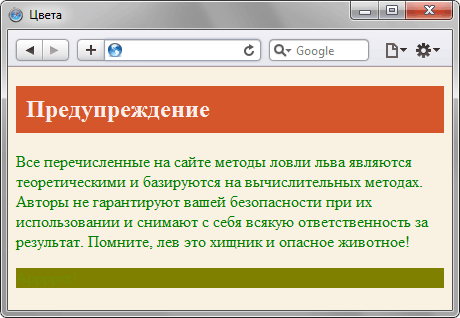 Цвета
Google
Предупреждение
Все перечисленные на сайте методы ловли льва являются
теоретическими и базируются на вычислительных методах.
Авторы не гарантируют вашей безопасности при их
использовании и снимают с себя всякую ответственность за
результат. Помните, лев это хищник и опасное животное!